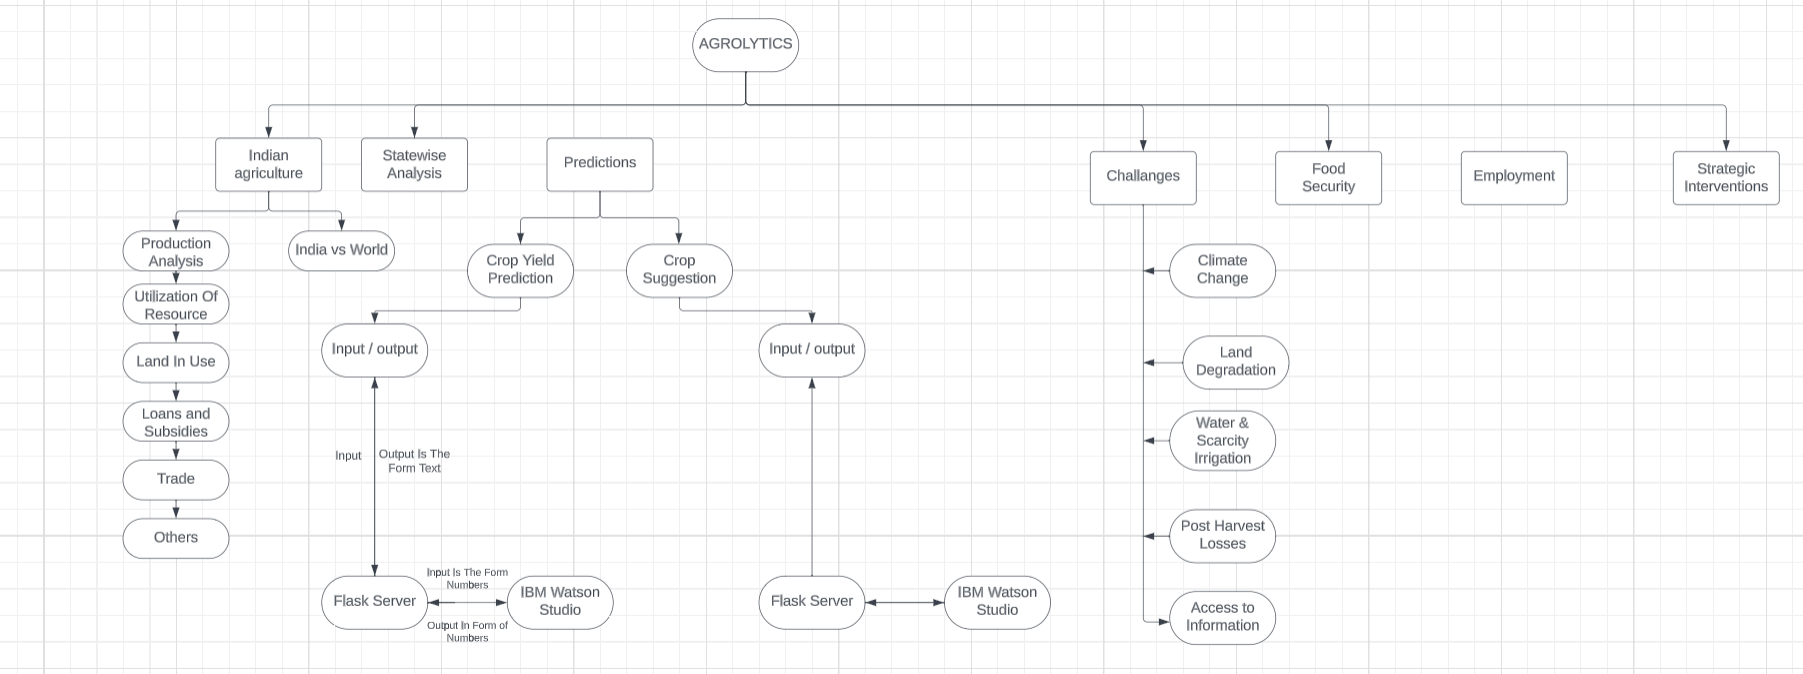 AGROLYTICS
Indian
agriculture
Statewise
Analysis
Predictions
Challanges
Food
Security
Employment
Strategic
Interventions
Production
Analysis
India vs World
Utilization Of
Resource
Land In Use
Loans and
Subsidies
Trade
Others
Crop Yield
Prediction
Crop
Suggestion
Input / output
Input
Output Is The
Form Text
Flask Server
Input Is The Form
Numbers
Output In Form of
Numbers
IBM Watson
Studio
Input / output
Flask Server
IBM Watson
Studio
Climate
Change
Land
Degradation
Water &
Scarcity
Irrigation
Post Harvest
Losses
Access to
Information